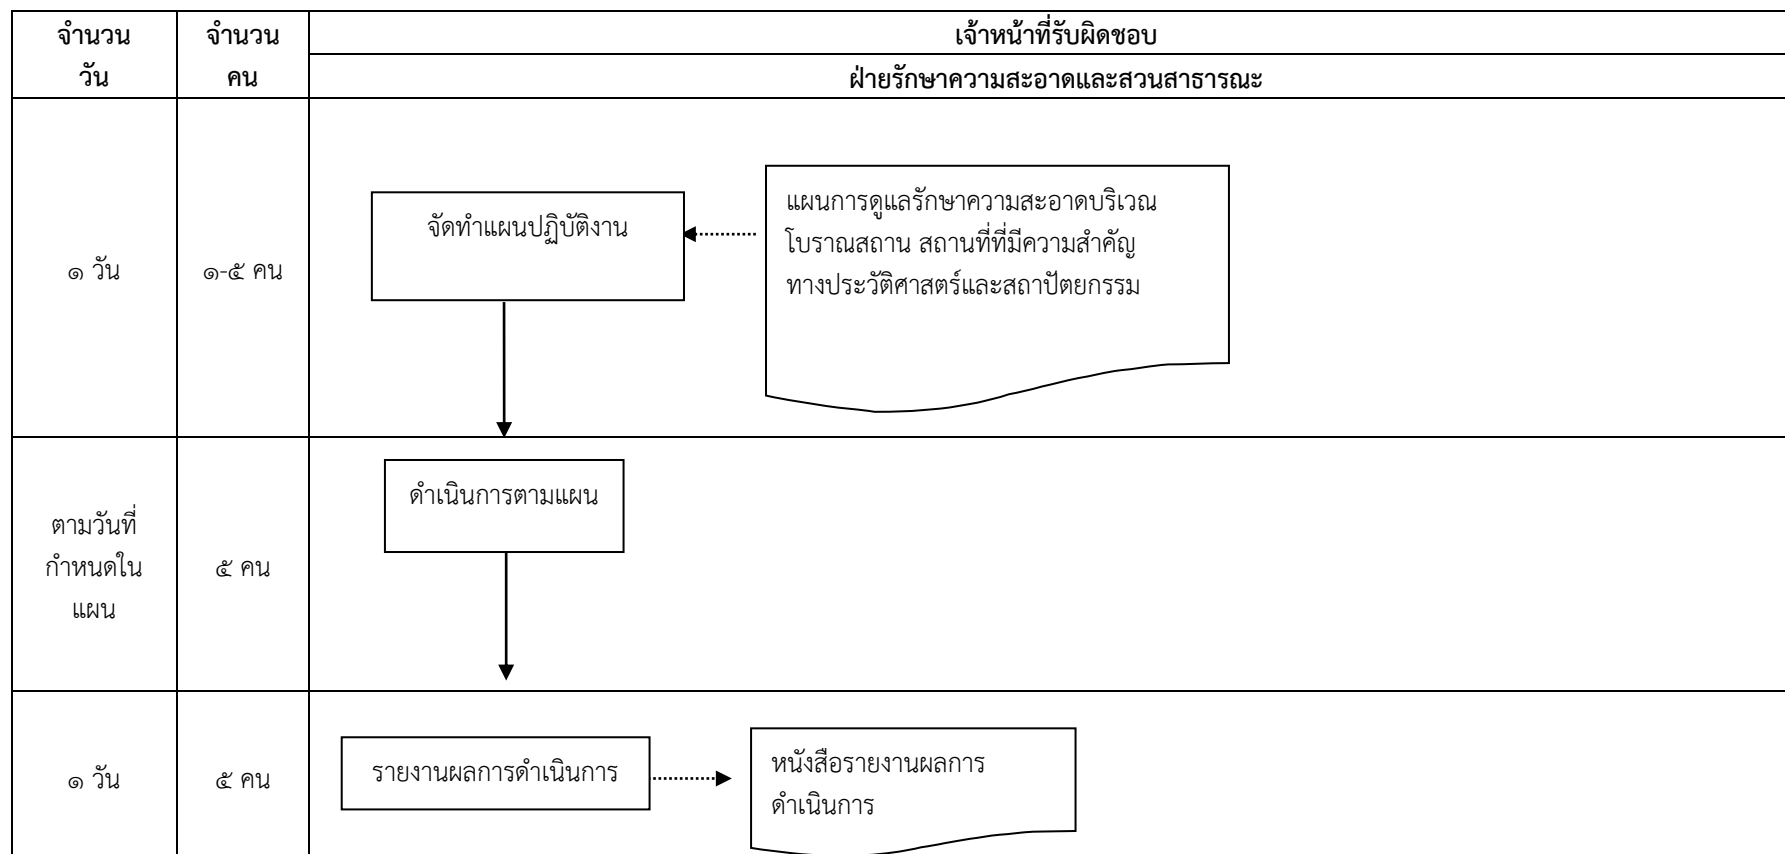 จำนวน
วัน
จำนวน
คน
เจ้าหน้าที่รับผิดชอบ
ฝ่ายรักษาความสะอาดและสวนสาธารณะ
๑ วัน
๑-๕ คน
จัดทำแผนปฏิบัติงาน
แผนการดูแลรักษาความสะอาดบริเวณ
โบราณสถาน สถานที่ที่มีความสำคัญ
ทางประวัติศาสตร์และสถาปัตยกรรม
ตามวันที่
กำหนดใน
แผน
๕ คน
ดำเนินการตามแผน
๑ วัน
๕ คน
รายงานผลการดำเนินการ
หนังสือรายงานผลการ
ดำเนินการ